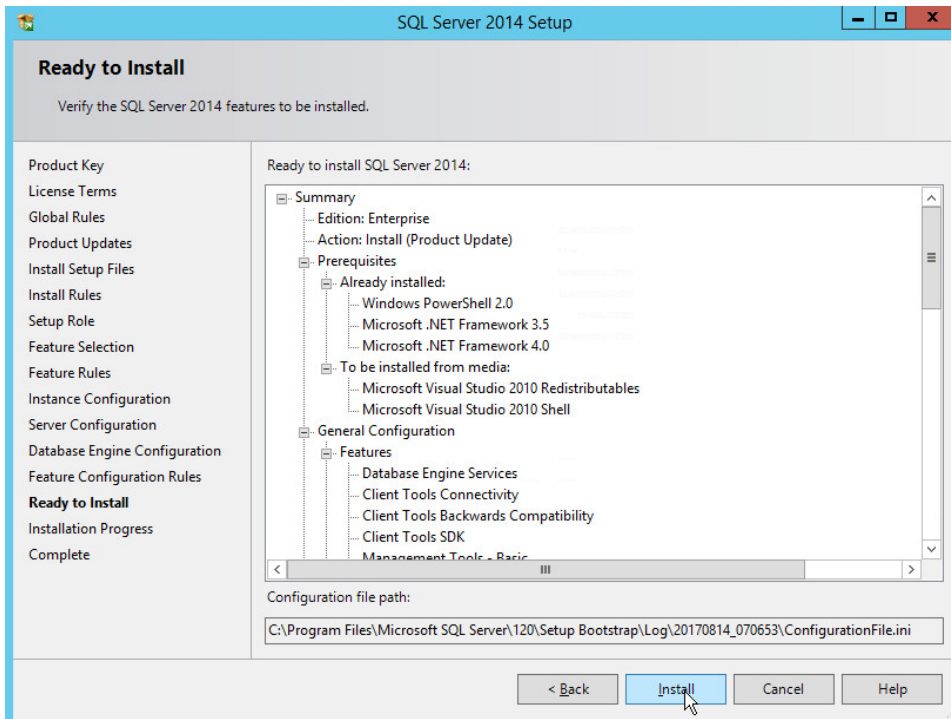 SQL Server 2014 Setup
Ready to Install
Verify the SQL Server 2014 features to be installed.
Product Key
License Terms
Global Rules
Product Updates
Install Setup Files
Install Rules
Setup Role
Feature Selection
Feature Rules
Instance Configuration
Server Configuration
Database Engine Configuration
Feature Configuration Rules
Ready to Install
Installation Progress
Complete
Ready to install SQL Server 2014:
Summary
Edition: Enterprise
Action: Install (Product Update)
Prerequisites
Already installed:
Windows PowerShell 2.0
Microsoft .NET Framework 3.5
Microsoft .NET Framework 4.0
To be installed from media:
Microsoft Visual Studio 2010 Redistributables
Microsoft Visual Studio 2010 Shell
General Configuration
Features
Database Engine Services
Client Tools Connectivity
Client Tools Backwards Compatibility
Client Tools SDK
Management Tools - Basic
Configuration file path:
C:\Program Files\Microsoft SQL Server\120\Setup Bootstrap\Log\20170814_070653\ConfigurationFile.ini
< Back
Install
Cancel
Help